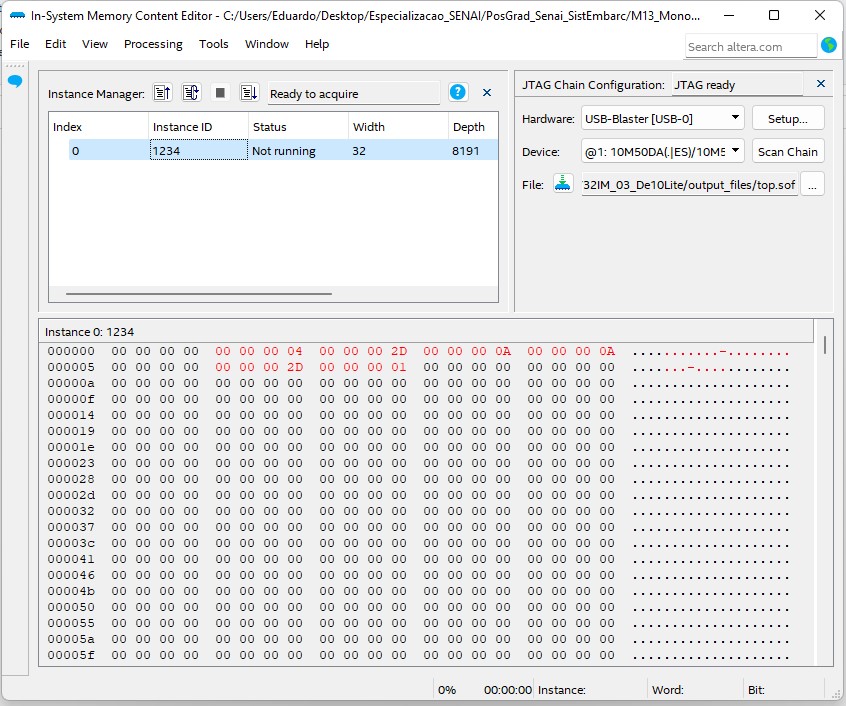 In-System Memory Content Editor - C:/Users/Eduardo/Desktop/Especializacao_SENAI/PosGrad_Senai_SistEmbarc/M13_Mono...
File Edit View Processing Tools Window Help
Search altera.com
Instance Manager: Ready to acquire
Index Instance ID Status Width Depth
0 1234 Not running 32 8191
JTAG Chain Configuration: JTAG ready
Hardware: USB-Blaster [USB-0] Setup...
Device: @1: 10M50DA(.|ES)/10M5 Scan Chain
File: 32IM_03_De10Lite/output_files/top.sof ...
Instance 0: 1234
000000 00 00 00 00 00 00 00 04 00 00 00 2D 00 00 00 0A 00 00 00 0A ...........-........
000005 00 00 00 2D 00 00 00 01 00 00 00 00 00 00 00 00 00 00 00 00 ...-................
00000a 00 00 00 00 00 00 00 00 00 00 00 00 00 00 00 00 00 00 00 00 ....................
00000f 00 00 00 00 00 00 00 00 00 00 00 00 00 00 00 00 00 00 00 00 ....................
000014 00 00 00 00 00 00 00 00 00 00 00 00 00 00 00 00 00 00 00 00 ....................
000019 00 00 00 00 00 00 00 00 00 00 00 00 00 00 00 00 00 00 00 00 ....................
00001e 00 00 00 00 00 00 00 00 00 00 00 00 00 00 00 00 00 00 00 00 ....................
000023 00 00 00 00 00 00 00 00 00 00 00 00 00 00 00 00 00 00 00 00 ....................
000028 00 00 00 00 00 00 00 00 00 00 00 00 00 00 00 00 00 00 00 00 ....................
00002d 00 00 00 00 00 00 00 00 00 00 00 00 00 00 00 00 00 00 00 00 ....................
000032 00 00 00 00 00 00 00 00 00 00 00 00 00 00 00 00 00 00 00 00 ....................
000037 00 00 00 00 00 00 00 00 00 00 00 00 00 00 00 00 00 00 00 00 ....................
00003c 00 00 00 00 00 00 00 00 00 00 00 00 00 00 00 00 00 00 00 00 ....................
000041 00 00 00 00 00 00 00 00 00 00 00 00 00 00 00 00 00 00 00 00 ....................
000046 00 00 00 00 00 00 00 00 00 00 00 00 00 00 00 00 00 00 00 00 ....................
00004b 00 00 00 00 00 00 00 00 00 00 00 00 00 00 00 00 00 00 00 00 ....................
000050 00 00 00 00 00 00 00 00 00 00 00 00 00 00 00 00 00 00 00 00 ....................
000055 00 00 00 00 00 00 00 00 00 00 00 00 00 00 00 00 00 00 00 00 ....................
00005a 00 00 00 00 00 00 00 00 00 00 00 00 00 00 00 00 00 00 00 00 ....................
00005f 00 00 00 00 00 00 00 00 00 00 00 00 00 00 00 00 00 00 00 00 ....................
0% 00:00:00 Instance: Word: Bit: